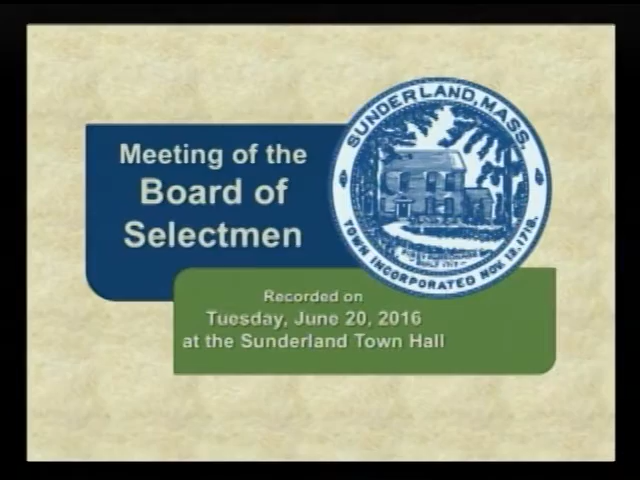 Meeting of the
Board of
Selectmen
SUNDERLAND, MASS.
TOWN INCORPORATED NOV. 12, 1718.
Recorded on
Tuesday, June 20, 2016
at the Sunderland Town Hall